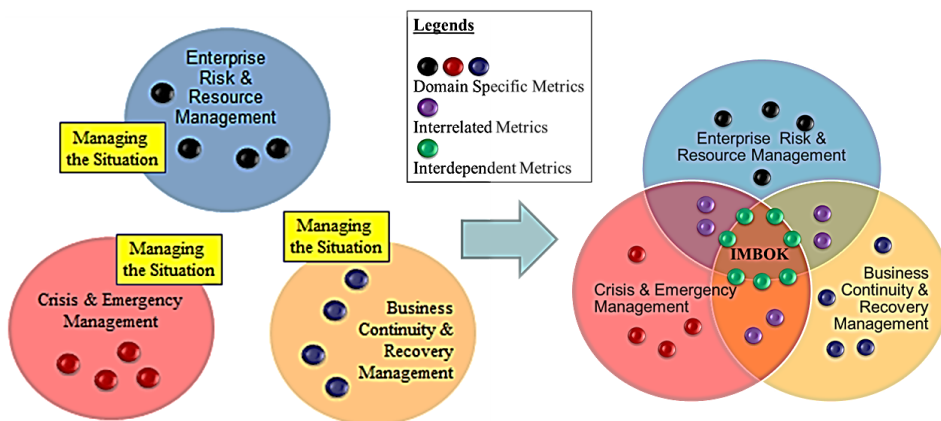 Enterprise
Risk &
Resource
Management
Managing
the Situation
Managing
the Situation
Crisis & Emergency
Management
Managing
the Situation
Business
Continuity &
Recovery
Management
Legends
Domain Specific Metrics
Interrelated Metrics
Interdependent Metrics
Enterprise Risk &
Resource Management
IMBOK
Crisis & Emergency
Management
Business
Continuity &
Recovery
Management